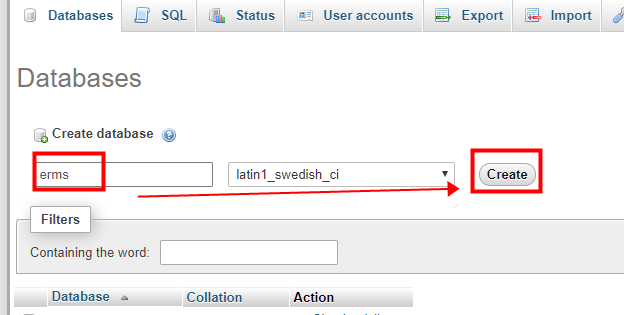 Databases SQL Status User accounts Export Import
Databases
Create database
erms latin1_swedish_ci Create
Filters
Containing the word:
Database Collation Action